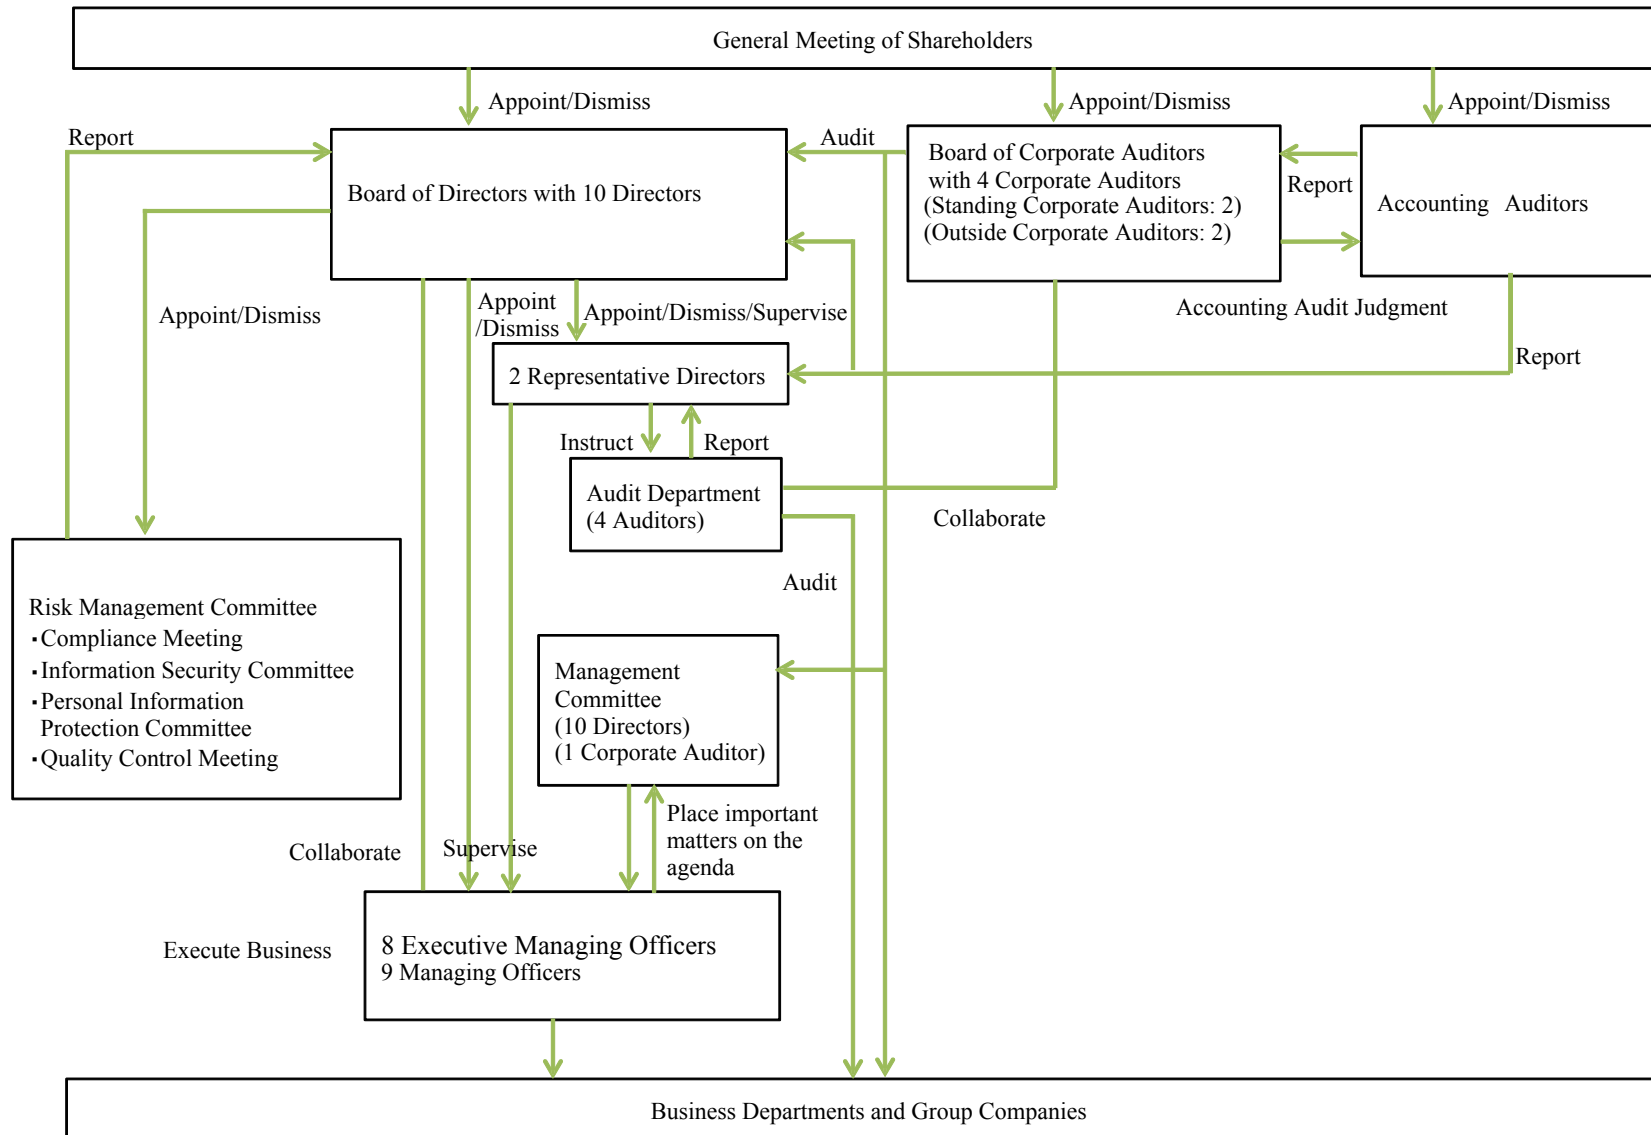 General Meeting of Shareholders
Appoint/Dismiss
Appoint/Dismiss
Appoint/Dismiss
Report
Audit
Board of Directors with 10 Directors
Board of Corporate Auditors
with 4 Corporate Auditors
(Standing Corporate Auditors: 2)
(Outside Corporate Auditors: 2)
Report
Accounting Auditors
Appoint/Dismiss
Appoint
/Dismiss
Appoint/Dismiss/Supervise
Accounting Audit Judgment
Report
2 Representative Directors
Instruct
Report
Audit Department
(4 Auditors)
Collaborate
Audit
Risk Management Committee
・Compliance Meeting
・Information Security Committee
・Personal Information
Protection Committee
・Quality Control Meeting
Management
Committee
(10 Directors)
(1 Corporate Auditor)
Place important
matters on the
agenda
Collaborate
Supervise
Execute Business
8 Executive Managing Officers
9 Managing Officers
Business Departments and Group Companies